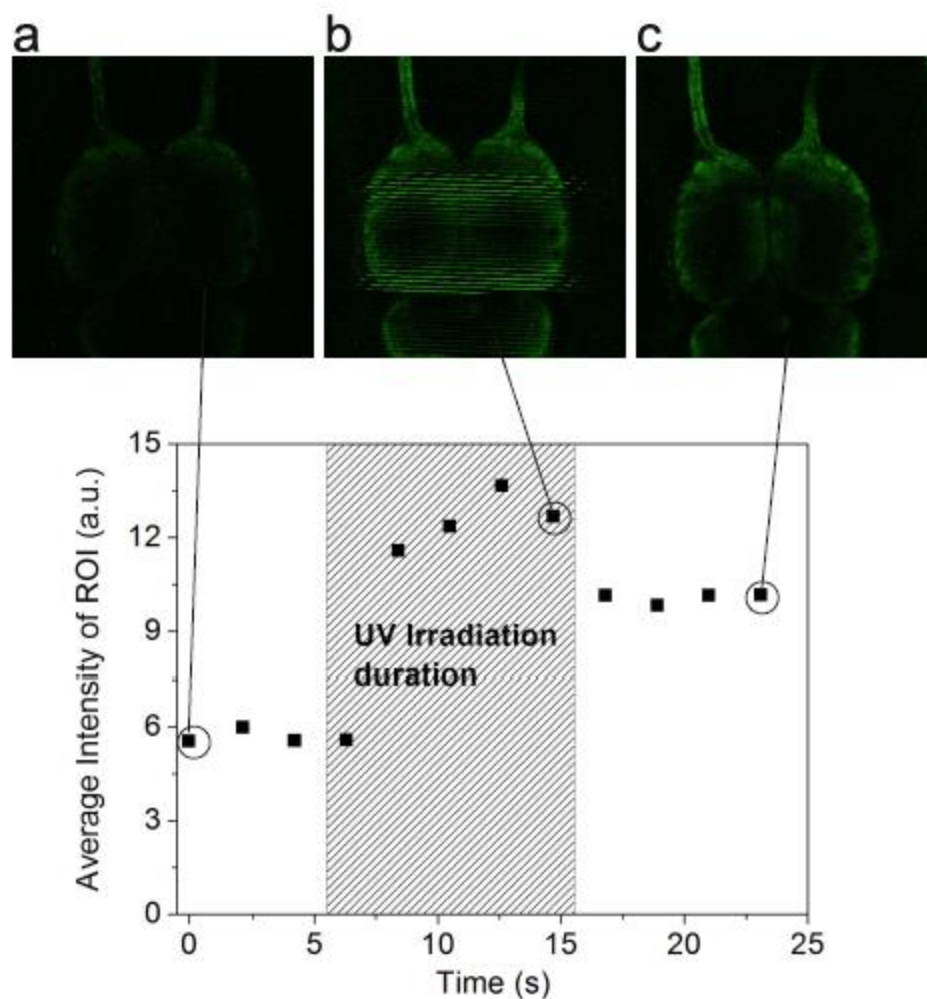 a b c
15
12
9
6
3
0
Average Intensity of ROI (a.u.)
UV Irradiation
duration
0 5 10 15 20 25
Time (s)